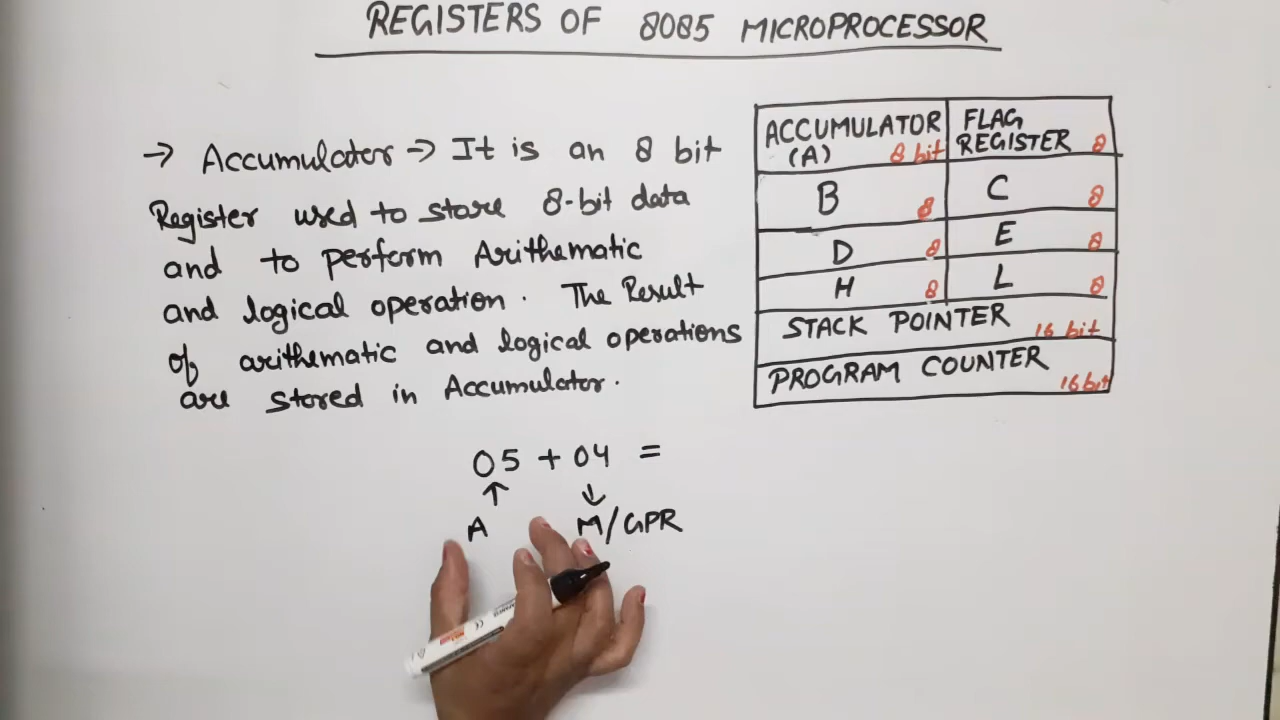 REGISTERS OF 8085 MICROPROCESSOR
→ Accumulator → It is an 8 bit
Register used to store 8-bit data
and to perform Arithematic
and logical operation. The Result
of arithematic and logical operations
are stored in Accumulator.
05 + 04 =
↑ ↓
A M/GPR
ACCUMULATOR (A) 8 bit
FLAG REGISTER 8
B 8 C 8
D 8 E 8
H 8 L 8
STACK POINTER 16 bit
PROGRAM COUNTER 16 bit